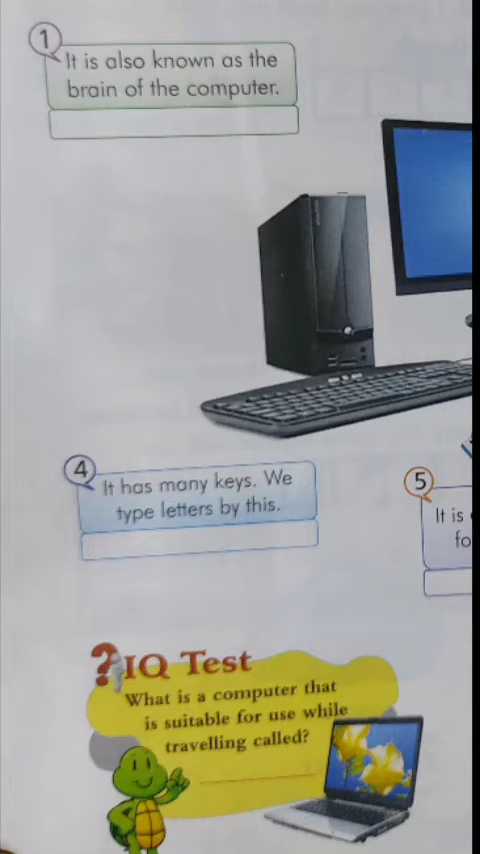 1
It is also known as the
brain of the computer.
4
It has many keys. We
type letters by this.
5
It is
fo
? IQ Test
What is a computer that
is suitable for use while
travelling called?